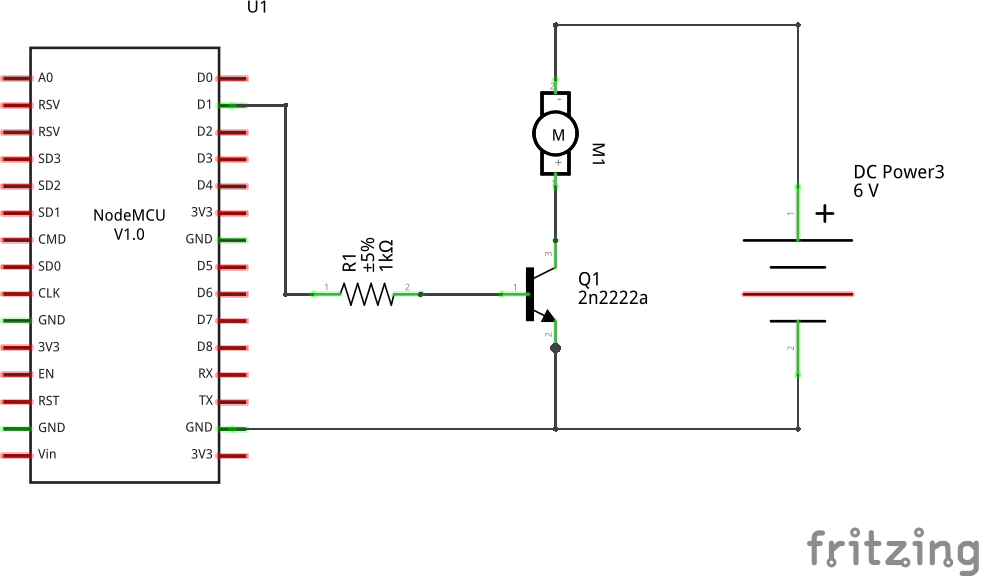 U1
A0
RSV
RSV
SD3
SD2
SD1
CMD
SD0
CLK
GND
3V3
EN
RST
GND
Vin
NodeMCU
V1.0
D0
D1
D2
D3
D4
3V3
GND
D5
D6
D7
D8
RX
TX
GND
3V3
R1
±5%
1kΩ
1
2
2
-
M
+
1
M1
3
1
2
Q1
2n2222a
DC Power3
6 V
1
+
2
fritzing